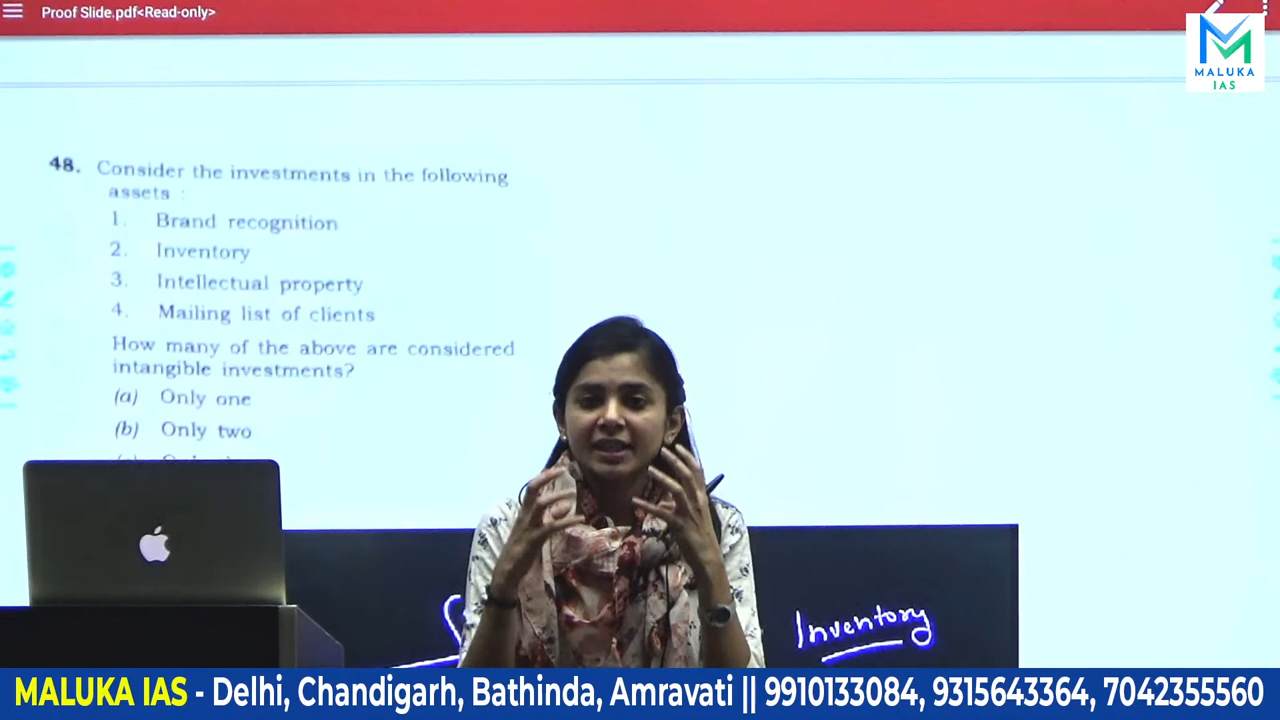 Proof Slide.pdf<Read-only>
MALUKA
IAS
48. Consider the investments in the following
assets :
1. Brand recognition
2. Inventory
3. Intellectual property
4. Mailing list of clients
How many of the above are considered
intangible investments?
(a) Only one
(b) Only two
Inventory
MALUKA IAS - Delhi, Chandigarh, Bathinda, Amravati || 9910133084, 9315643364, 7042355560